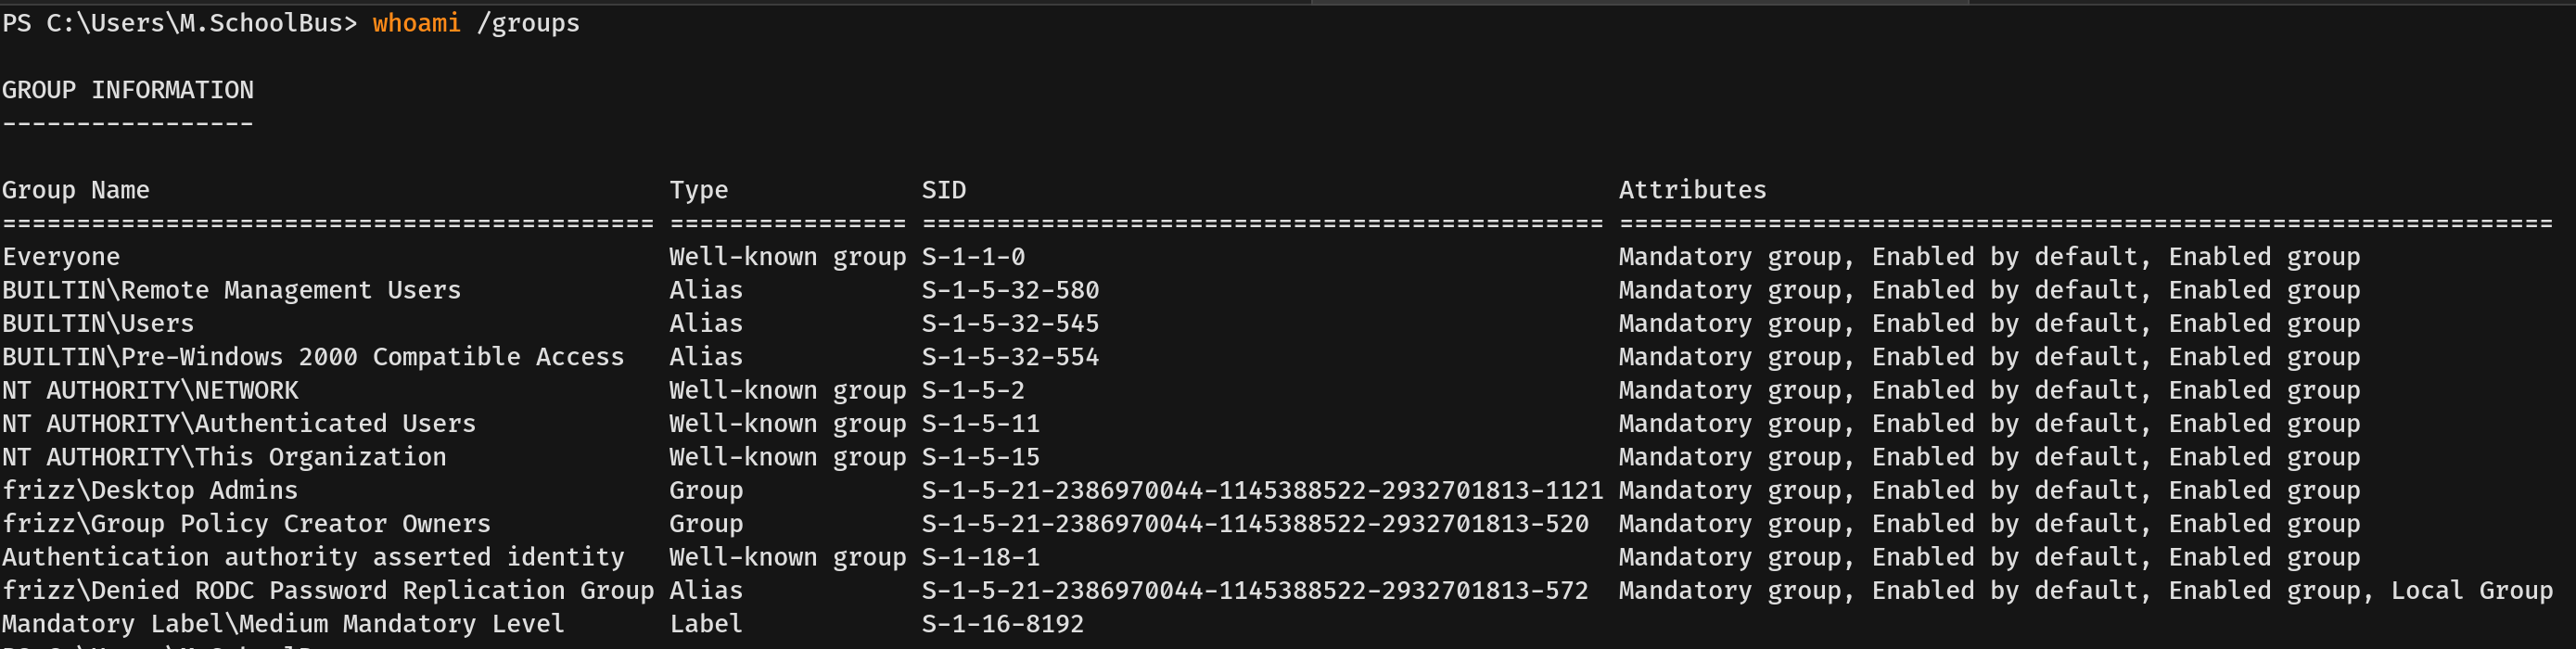 PS C:\Users\M.SchoolBus> whoami /groups
GROUP INFORMATION
-----------------
Group Name                                   Type             SID                                            Attributes
============================================ ================ ============================================== ===============================================================
Everyone                                     Well-known group S-1-1-0                                        Mandatory group, Enabled by default, Enabled group
BUILTIN\Remote Management Users              Alias            S-1-5-32-580                                   Mandatory group, Enabled by default, Enabled group
BUILTIN\Users                                Alias            S-1-5-32-545                                   Mandatory group, Enabled by default, Enabled group
BUILTIN\Pre-Windows 2000 Compatible Access   Alias            S-1-5-32-554                                   Mandatory group, Enabled by default, Enabled group
NT AUTHORITY\NETWORK                         Well-known group S-1-5-2                                        Mandatory group, Enabled by default, Enabled group
NT AUTHORITY\Authenticated Users             Well-known group S-1-5-11                                       Mandatory group, Enabled by default, Enabled group
NT AUTHORITY\This Organization               Well-known group S-1-5-15                                       Mandatory group, Enabled by default, Enabled group
frizz\Desktop Admins                         Group            S-1-5-21-2386970044-1145388522-2932701813-1121 Mandatory group, Enabled by default, Enabled group
frizz\Group Policy Creator Owners            Group            S-1-5-21-2386970044-1145388522-2932701813-520  Mandatory group, Enabled by default, Enabled group
Authentication authority asserted identity   Well-known group S-1-18-1                                       Mandatory group, Enabled by default, Enabled group
frizz\Denied RODC Password Replication Group Alias            S-1-5-21-2386970044-1145388522-2932701813-572  Mandatory group, Enabled by default, Enabled group, Local Group
Mandatory Label\Medium Mandatory Level       Label            S-1-16-8192